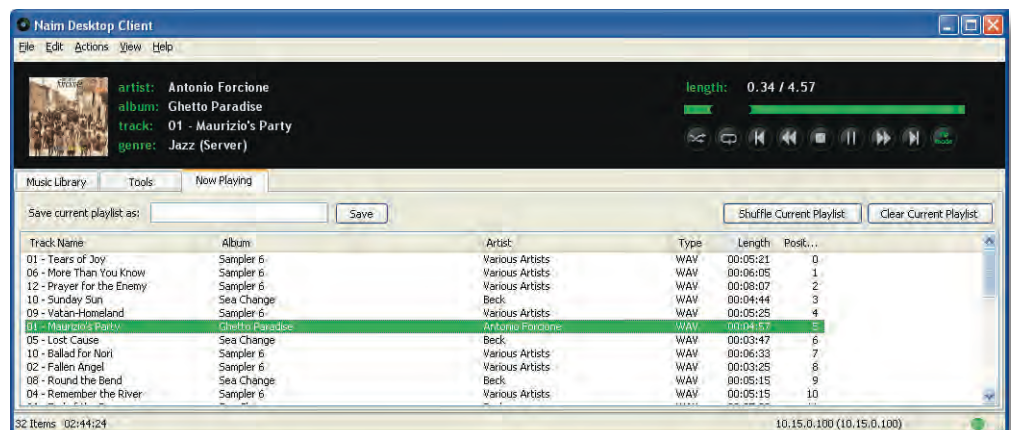 Naim Desktop Client
File Edit Actions View Help
forcione
artist: Antonio Forcione length: 0.34 / 4.57
album: Ghetto Paradise
track: 01 - Maurizio's Party
genre: Jazz (Server)
Music Library Tools Now Playing
Save current playlist as: Save Shuffle Current Playlist Clear Current Playlist
Track Name Album Artist Type Length Posit...
01 - Tears of Joy Sampler 6 Various Artists WAV 00:05:21 0
06 - More Than You Know Sampler 6 Various Artists WAV 00:06:05 1
12 - Prayer for the Enemy Sampler 6 Various Artists WAV 00:08:07 2
10 - Sunday Sun Sea Change Beck WAV 00:04:44 3
09 - Vatan-Homeland Sampler 6 Various Artists WAV 00:05:25 4
01 - Maurizio's Party Ghetto Paradise Antonio Forcione WAV 00:04:57 5
05 - Lost Cause Sea Change Beck WAV 00:03:47 6
10 - Ballad for Nori Sampler 6 Various Artists WAV 00:06:33 7
02 - Fallen Angel Sampler 6 Various Artists WAV 00:03:25 8
08 - Round the Bend Sea Change Beck WAV 00:05:15 9
04 - Remember the River Sampler 6 Various Artists WAV 00:05:15 10
32 Items 02:44:24 10.15.0.100 (10.15.0.100)